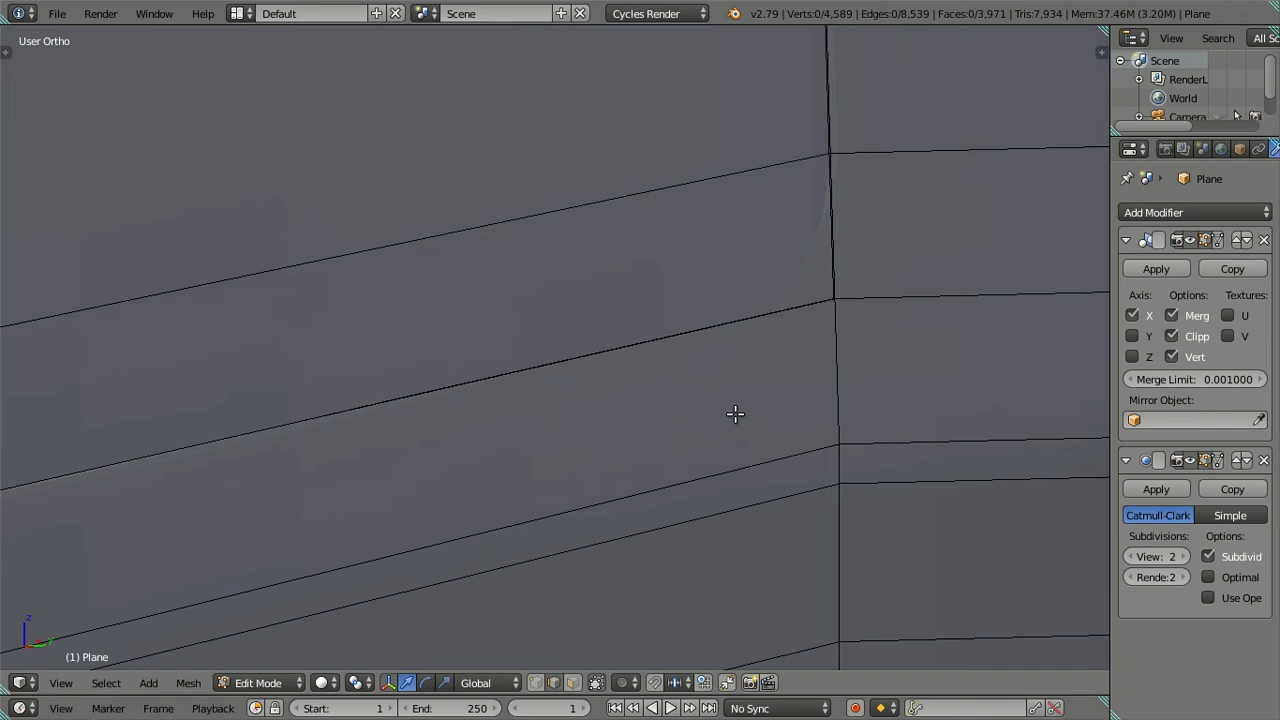 File Render Window Help Default Scene Cycles Render v2.79 | Verts:0/4,589 | Edges:0/8,539 | Faces:0/3,971 | Tris:7,934 | Mem:37.46M (3.20M) | Plane
User Ortho
View Search All Sc
Scene
RenderL
World
Camera
Plane
Add Modifier
Apply Copy
Axis: Options: Textures:
X Merg U
Y Clipp V
Z Vert
Merge Limit: 0.001000
Mirror Object:
Apply Copy
Catmull-Clark Simple
Subdivisions: Options:
View: 2 Subdivid
Rende:2 Optimal
Use Ope
z
y
(1) Plane
View Select Add Mesh Edit Mode Global
View Marker Frame Playback Start: 1 End: 250 1 No Sync